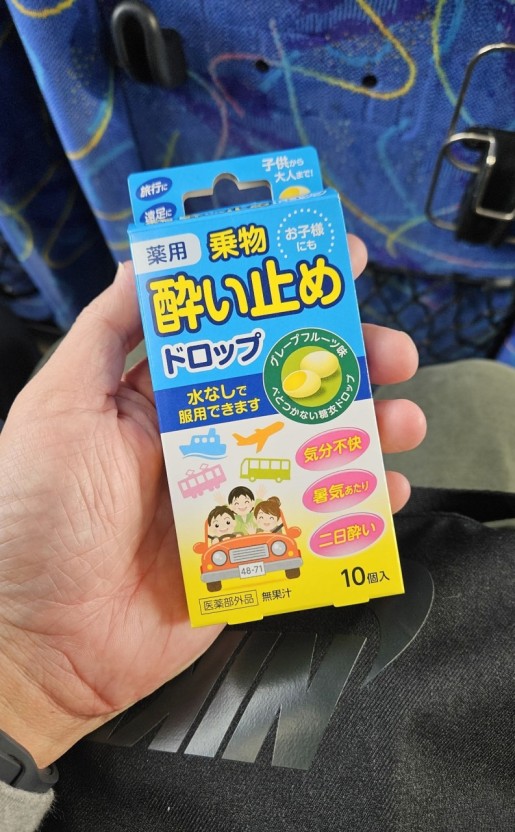 旅行に
遠足に
子供から
大人まで!
薬用
乗物
お子様
にも
酔い止め
ドロップ
グレープフルーツ味
べとつかない糖衣ドロップ
水なしで
服用できます
気分不快
暑気あたり
二日酔い
48-71
10個入
医薬部外品
無果汁